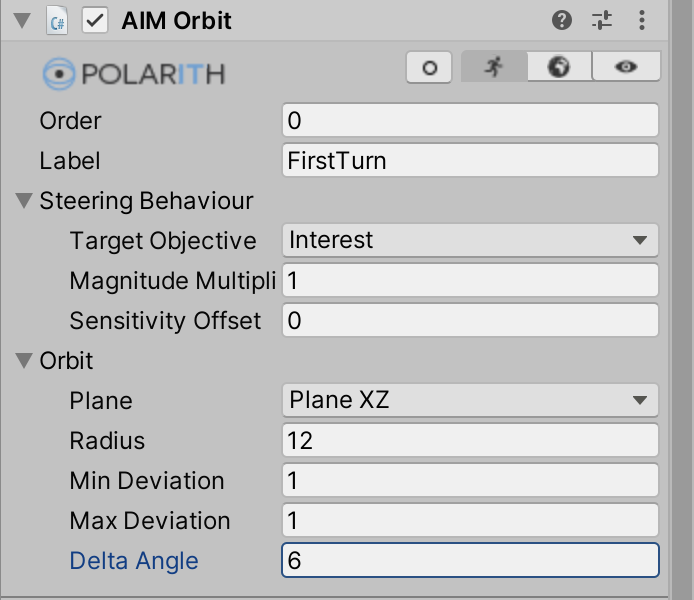 C#
AIM Orbit
POLARITH
Order 0
Label FirstTurn
Steering Behaviour
Target Objective Interest
Magnitude Multipli 1
Sensitivity Offset 0
Orbit
Plane Plane XZ
Radius 12
Min Deviation 1
Max Deviation 1
Delta Angle 6